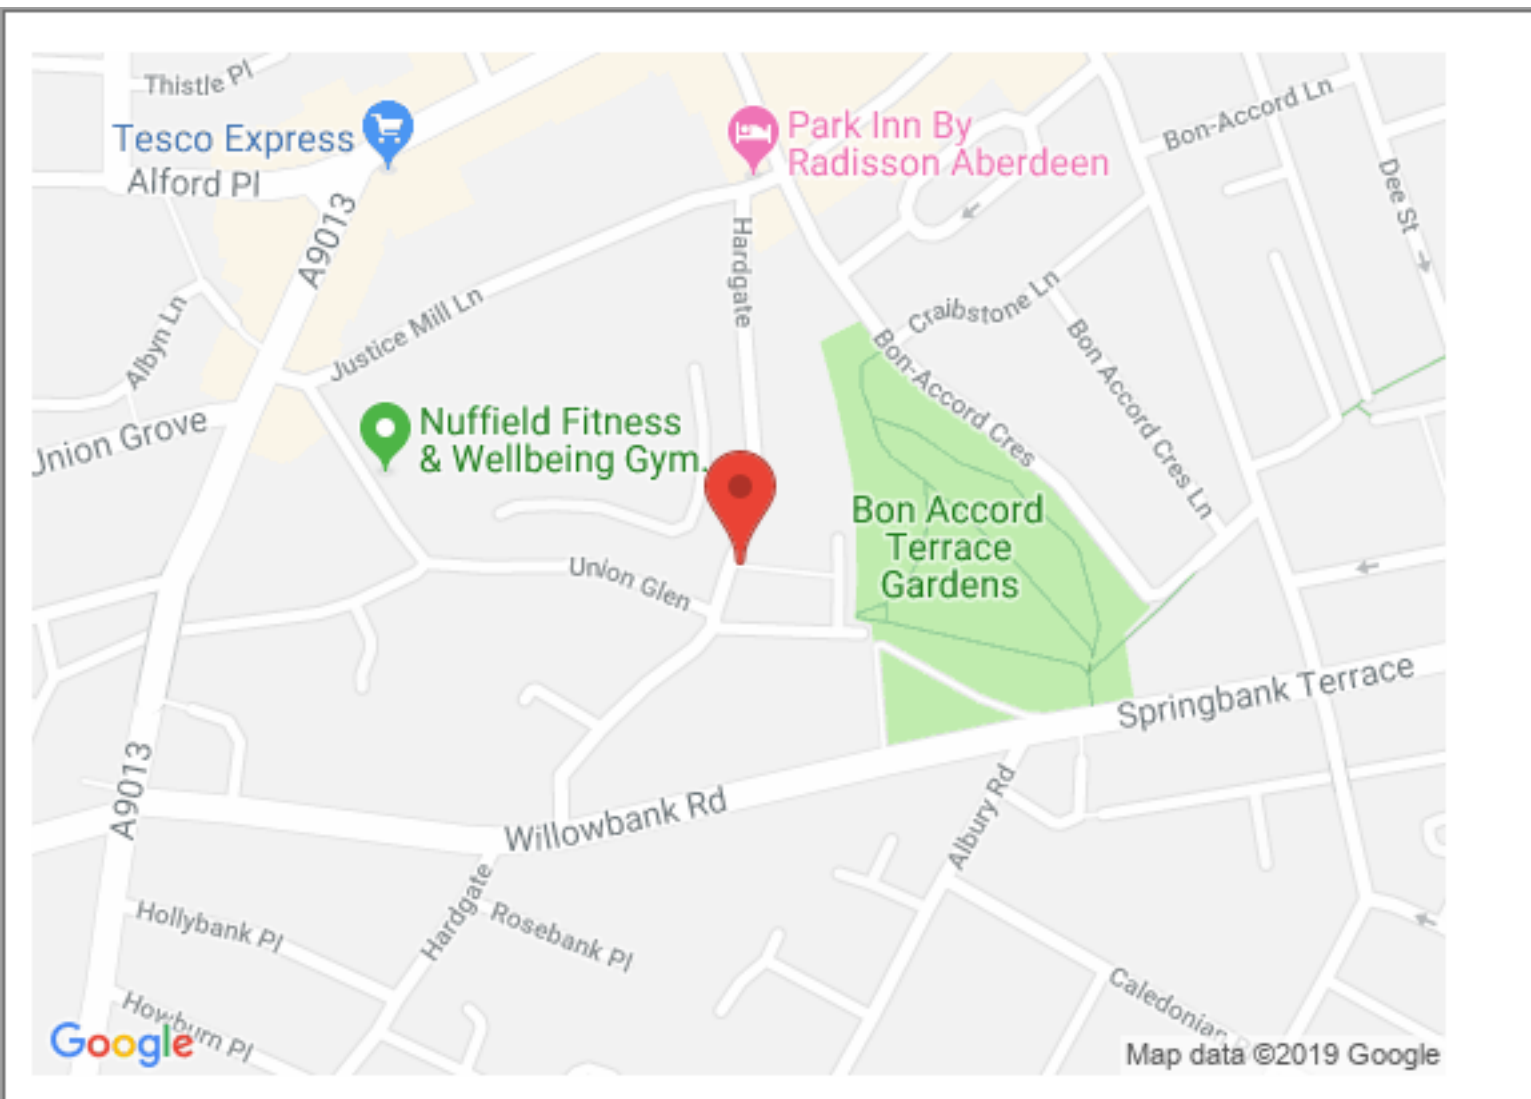 Thistle Pl
Tesco Express
Alford Pl
A9013
Park Inn By
Radisson Aberdeen
Bon-Accord Ln
Dee St
Hardgate
Albyn Ln
Justice Mill Ln
Craibstone Ln
Bon-Accord Cres
Bon Accord Cres Ln
Union Grove
Nuffield Fitness
& Wellbeing Gym.
Bon Accord
Terrace
Gardens
Union Glen
Springbank Terrace
A9013
Willowbank Rd
Albury Rd
Hardgate
Hollybank Pl
Rosebank Pl
Howburn Pl
Caledonian
Google
Map data ©2019 Google